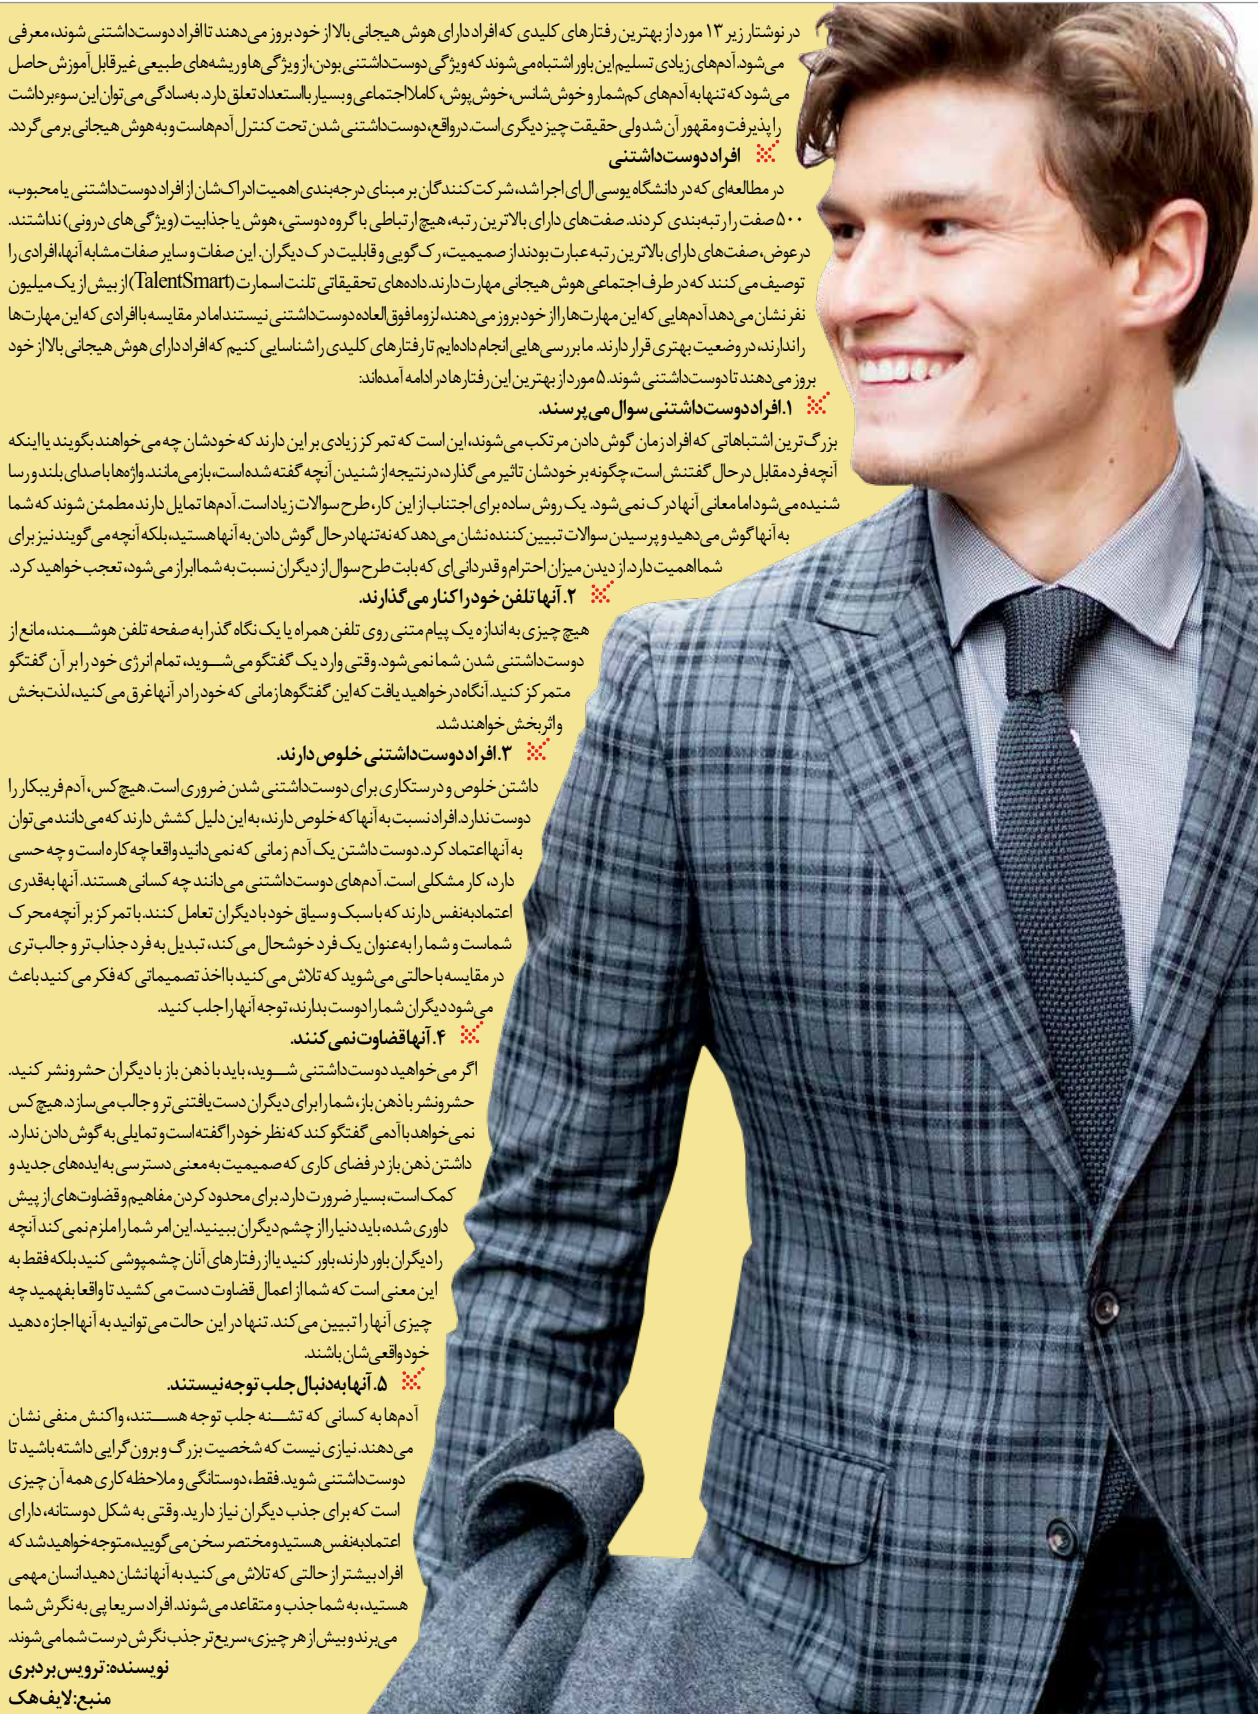 در نوشتار زیر ۱۳ مورد از بهترین رفتارهای کلیدی که افراد دارای هوش هیجانی بالا از خود بروز می‌دهند تا افراد دوست‌داشتنی شوند، معرفی
می‌شود. آدم‌های زیادی تسلیم این باور اشتباه می‌شوند که ویژگی دوست‌داشتنی بودن، از ویژگی‌ها و ریشه‌های طبیعی غیر قابل آموزش حاصل
می‌شود که تنها به آدم‌های کم‌شمار و خوش‌شانس، خوش‌پوش، کاملا اجتماعی و بسیار بااستعداد تعلق دارد. به‌سادگی می‌توان این سوءبرداشت
را پذیرفت و مقهور آن شد ولی حقیقت چیز دیگری است. درواقع، دوست‌داشتنی شدن تحت کنترل آدم‌هاست و به هوش هیجانی برمی‌گردد.
افراد دوست‌داشتنی
در مطالعه‌ای که در دانشگاه یوسی‌ال‌ای اجرا شد، شرکت‌کنندگان بر مبنای درجه‌بندی اهمیت ادراک‌شان از افراد دوست‌داشتنی یا محبوب،
۵۰۰ صفت را رتبه‌بندی کردند. صفت‌های دارای بالاترین رتبه، هیچ ارتباطی با گروه دوستی، هوش یا جذابیت (ویژگی‌های درونی) نداشتند.
درعوض، صفت‌های دارای بالاترین رتبه عبارت بودند از صمیمیت، رک‌گویی و قابلیت درک دیگران. این صفات و سایر صفات مشابه آنها، افرادی را
توصیف می‌کنند که در طرف اجتماعی هوش هیجانی مهارت دارند. داده‌های تحقیقاتی تلنت اسمارت (TalentSmart) از بیش از یک میلیون
نفر نشان می‌دهد آدم‌هایی که این مهارت‌ها را از خود بروز می‌دهند، لزوما فوق‌العاده دوست‌داشتنی نیستند اما در مقایسه با افرادی که این مهارت‌ها
را ندارند، در وضعیت بهتری قرار دارند. ما بررسی‌هایی انجام داده‌ایم تا رفتارهای کلیدی را شناسایی کنیم که افراد دارای هوش هیجانی بالا از خود
بروز می‌دهند تا دوست‌داشتنی شوند. ۵ مورد از بهترین این رفتارها در ادامه آمده‌اند:
۱. افراد دوست‌داشتنی سوال می‌پرسند.
بزرگ‌ترین اشتباهاتی که افراد زمان گوش دادن مرتکب می‌شوند، این است که تمرکز زیادی بر این دارند که خودشان چه می‌خواهند بگویند یا اینکه
آنچه فرد مقابل درحال گفتنش است، چگونه بر خودشان تاثیر می‌گذارد، درنتیجه از شنیدن آنچه گفته شده است، بازمی‌مانند. واژه‌ها با صدای بلند و رسا
شنیده می‌شود اما معانی آنها درک نمی‌شود. یک روش ساده برای اجتناب از این کار، طرح سوالات زیاد است. آدم‌ها تمایل دارند مطمئن شوند که شما
به آنها گوش می‌دهید و پرسیدن سوالات تبیین‌کننده نشان می‌دهد که نه‌تنها درحال گوش دادن به آنها هستید، بلکه آنچه می‌گویند نیز برای
شما اهمیت دارد. از دیدن میزان احترام و قدردانی‌ای که بابت طرح سوال از دیگران نسبت به شما ابراز می‌شود، تعجب خواهید کرد.
۲. آنها تلفن خود را کنار می‌گذارند.
هیچ چیزی به اندازه یک پیام متنی روی تلفن همراه یا یک نگاه گذرا به صفحه تلفن هوشمند، مانع از
دوست‌داشتنی شدن شما نمی‌شود. وقتی وارد یک گفتگو می‌شوید، تمام انرژی خود را بر آن گفتگو
متمرکز کنید. آنگاه درخواهید یافت که این گفتگوها زمانی که خود را در آنها غرق می‌کنید، لذت‌بخش
و اثربخش خواهند شد.
۳. افراد دوست‌داشتنی خلوص دارند.
داشتن خلوص و درستکاری برای دوست‌داشتنی شدن ضروری است. هیچ‌کس، آدم فریبکار را
دوست ندارد. افراد نسبت به آنها که خلوص دارند، به این دلیل کشش دارند که می‌دانند می‌توان
به آنها اعتماد کرد. دوست داشتن یک آدم زمانی که نمی‌دانید واقعا چه‌کاره است و چه حسی
دارد، کار مشکلی است. آدم‌های دوست‌داشتنی می‌دانند چه کسانی هستند. آنها به‌قدری
اعتمادبه‌نفس دارند که با سبک و سیاق خود با دیگران تعامل کنند. با تمرکز بر آنچه محرک
شماست و شما را به‌عنوان یک فرد خوشحال می‌کند، تبدیل به فرد جذاب‌تر و جالب‌تری
در مقایسه با حالتی می‌شوید که تلاش می‌کنید با اخذ تصمیماتی که فکر می‌کنید باعث
می‌شود دیگران شما را دوست بدارند، توجه آنها را جلب کنید.
۴. آنها قضاوت نمی‌کنند.
اگر می‌خواهید دوست‌داشتنی شوید، باید با ذهن باز با دیگران حشرونشر کنید.
حشرونشر با ذهن باز، شما را برای دیگران دست‌یافتنی‌تر و جالب می‌سازد. هیچ‌کس
نمی‌خواهد با آدمی گفتگو کند که نظر خود را گفته است و تمایلی به گوش دادن ندارد.
داشتن ذهن باز در فضای کاری که صمیمیت به‌معنی دسترسی به ایده‌های جدید و
کمک است، بسیار ضرورت دارد. برای محدود کردن مفاهیم و قضاوت‌های از پیش
داوری شده، باید دنیا را از چشم دیگران ببینید. این امر شما را ملزم نمی‌کند آنچه
را دیگران باور دارند، باور کنید یا از رفتارهای آنان چشم‌پوشی کنید بلکه فقط به
این معنی است که شما از اعمال قضاوت دست می‌کشید تا واقعا بفهمید چه
چیزی آنها را تبیین می‌کند. تنها در این حالت می‌توانید به آنها اجازه دهید
خود واقعی‌شان باشند.
۵. آنها به‌دنبال جلب توجه نیستند.
آدم‌ها به کسانی که تشنه جلب توجه هستند، واکنش منفی نشان
می‌دهند. نیازی نیست که شخصیت بزرگ و برون‌گرایی داشته باشید تا
دوست‌داشتنی شوید. فقط، دوستانگی و ملاحظه‌کاری همه آن چیزی
است که برای جذب دیگران نیاز دارید. وقتی به شکل دوستانه، دارای
اعتمادبه‌نفس هستید و مختصر سخن می‌گویید، متوجه خواهید شد که
افراد بیشتر از حالتی که تلاش می‌کنید به آنها نشان دهید انسان مهمی
هستید، به شما جذب و متقاعد می‌شوند. افراد سریعا پی به نگرش شما
می‌برند و بیش از هر چیزی، سریع‌تر جذب نگرش درست شما می‌شوند.
نویسنده: ترویس بردبری
منبع: لایف‌هک